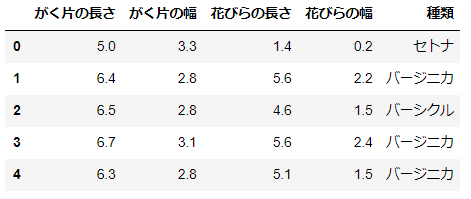 がく片の長さ がく片の幅 花びらの長さ 花びらの幅 種類
0 5.0 3.3 1.4 0.2 セトナ
1 6.4 2.8 5.6 2.2 バージニカ
2 6.5 2.8 4.6 1.5 バーシクル
3 6.7 3.1 5.6 2.4 バージニカ
4 6.3 2.8 5.1 1.5 バージニカ